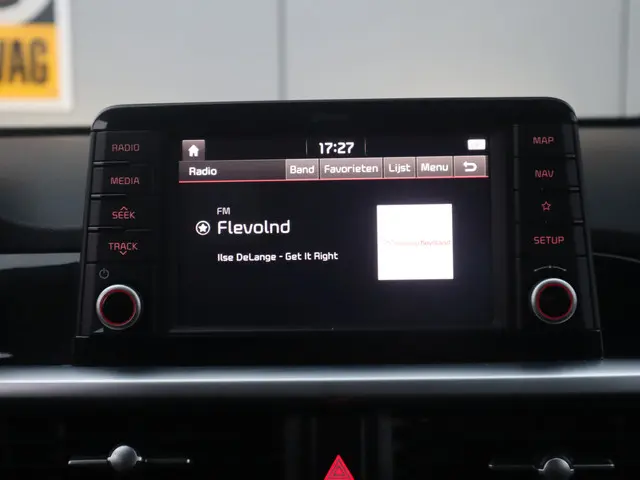 WAG
RADIO
MEDIA
SEEK
TRACK
17:27
Radio
Band
Favorieten
Lijst
Menu
FM
Flevolnd
Ilse DeLange - Get It Right
MAP
NAV
SETUP